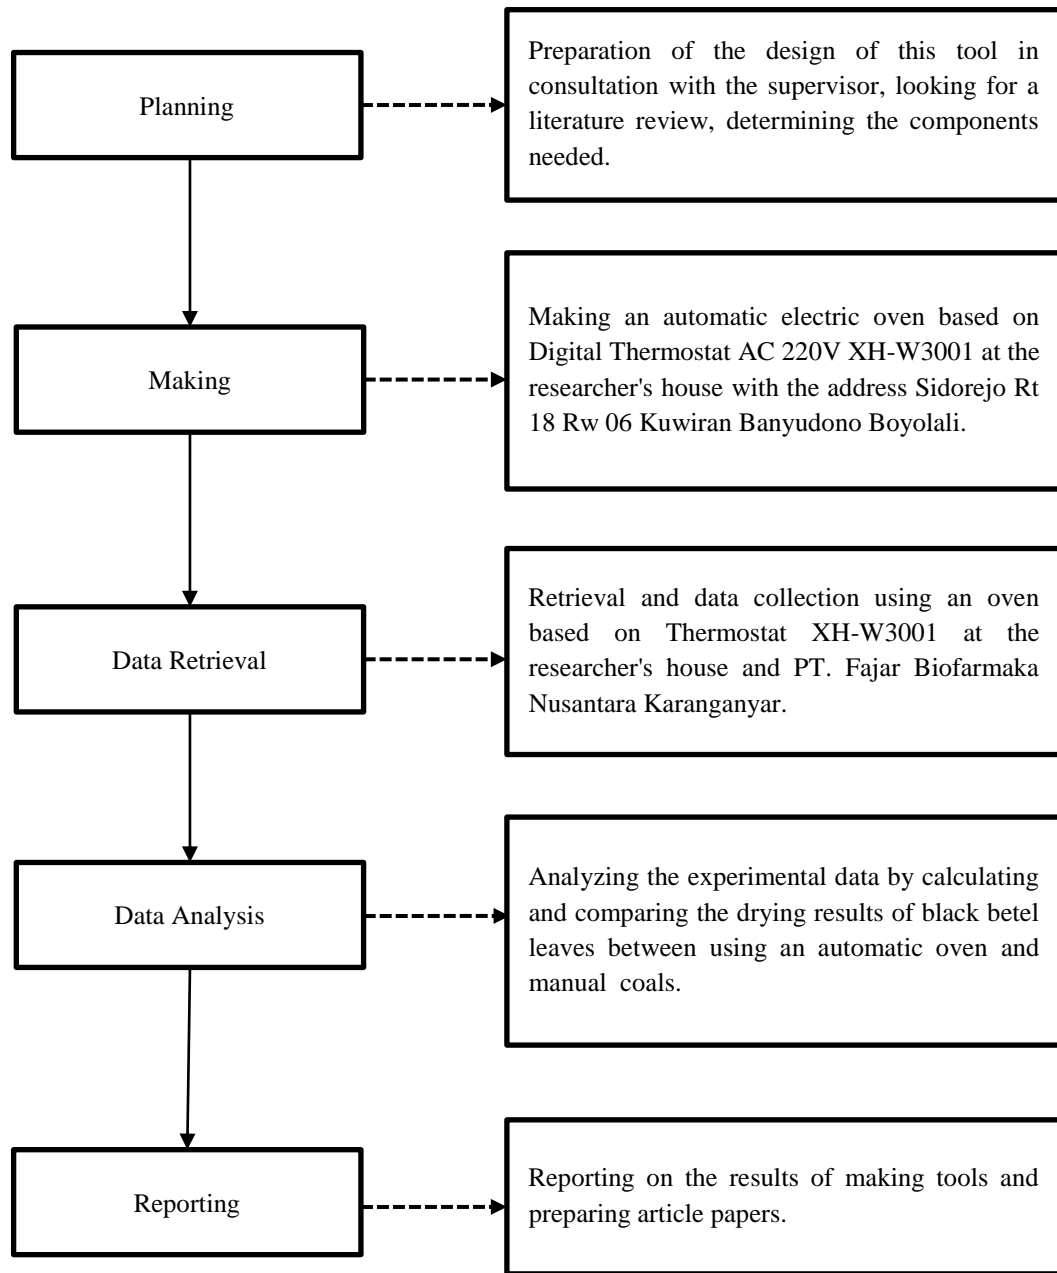 Planning
Preparation of the design of this tool in
consultation with the supervisor, looking for a
literature review, determining the components
needed.
Making
Making an automatic electric oven based on
Digital Thermostat AC 220V XH-W3001 at the
researcher's house with the address Sidorejo Rt
18 Rw 06 Kuwiran Banyudono Boyolali.
Data Retrieval
Retrieval and data collection using an oven
based on Thermostat XH-W3001 at the
researcher's house and PT. Fajar Biofarmaka
Nusantara Karanganyar.
Data Analysis
Analyzing the experimental data by calculating
and comparing the drying results of black betel
leaves between using an automatic oven and
manual coals.
Reporting
Reporting on the results of making tools and
preparing article papers.